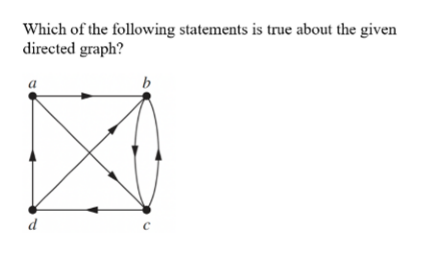 Which of the following statements is true about the given
directed graph?
a b
d c